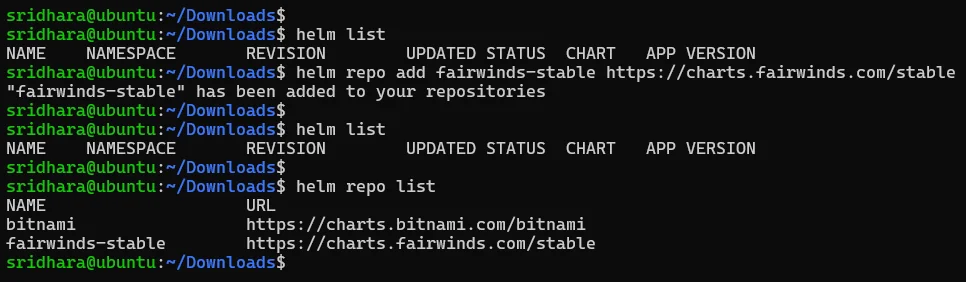 sridhara@ubuntu:~/Downloads$
sridhara@ubuntu:~/Downloads$ helm list
NAME    NAMESPACE       REVISION        UPDATED STATUS  CHART   APP VERSION
sridhara@ubuntu:~/Downloads$ helm repo add fairwinds-stable https://charts.fairwinds.com/stable
"fairwinds-stable" has been added to your repositories
sridhara@ubuntu:~/Downloads$
sridhara@ubuntu:~/Downloads$ helm list
NAME    NAMESPACE       REVISION        UPDATED STATUS  CHART   APP VERSION
sridhara@ubuntu:~/Downloads$
sridhara@ubuntu:~/Downloads$ helm repo list
NAME                    URL
bitnami                 https://charts.bitnami.com/bitnami
fairwinds-stable        https://charts.fairwinds.com/stable
sridhara@ubuntu:~/Downloads$